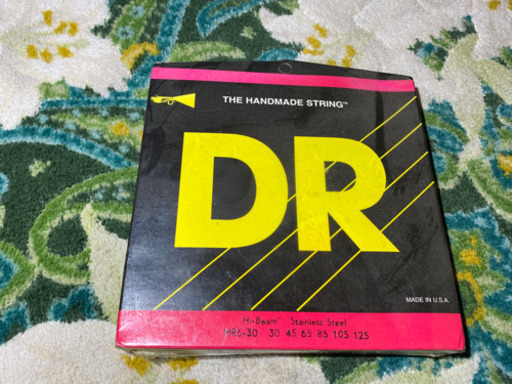 THE HANDMADE STRING™
DR
MADE IN U.S.A.
Hi-Beam™ Stainless Steel
MR6-30 30 45 65 85 105 125